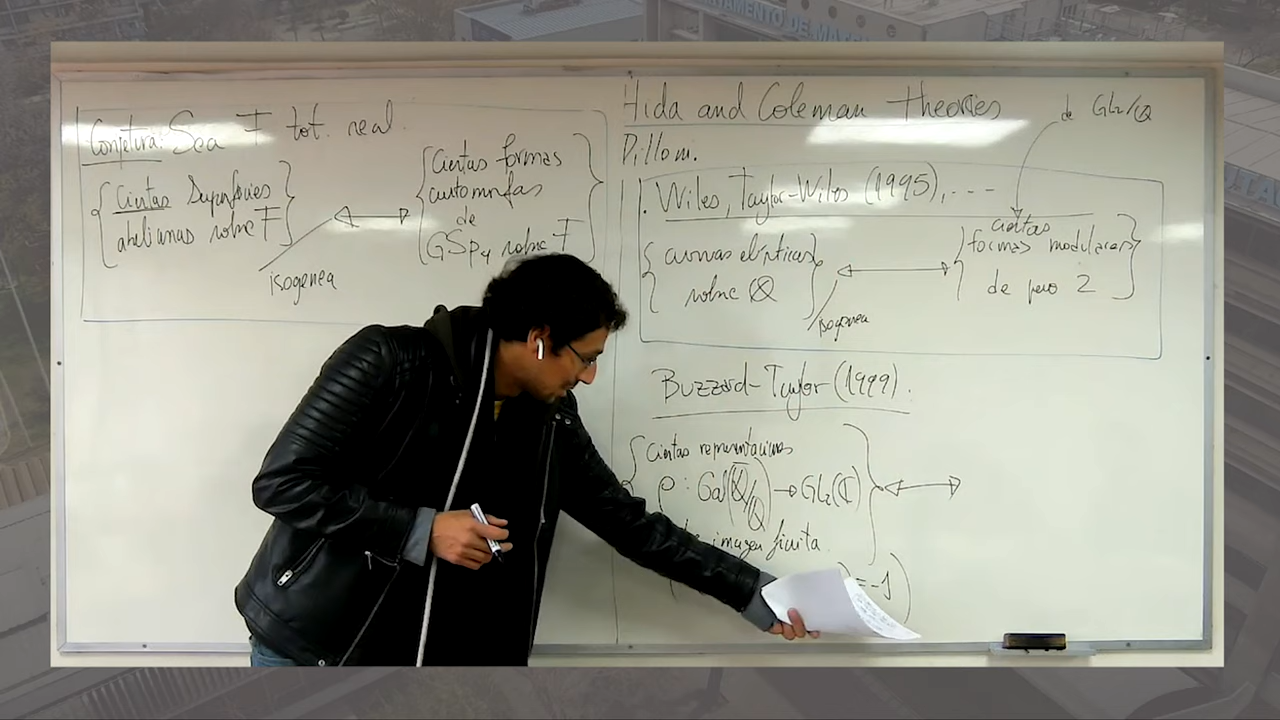 Conjetura: Sea F tot. real.
{ Ciertas Superficies
abelianas sobre F }
isogenea
{ Ciertas formas
automorfas
de
GSp₄ sobre F }
Hida and Coleman theories
de GL₂/ℚ
Pilloni.
. Wiles, Taylor-Wiles (1995), ...
{ curvas elípticas
sobre ℚ }
isogenea
{ ciertas
formas modulares
de peso 2 }
Buzzard-Taylor (1999).
{ Ciertas representaciones
ρ : Gal(ℚ̄/ℚ) → GL₂(ℂ) }
imagen finita
) = -1 )